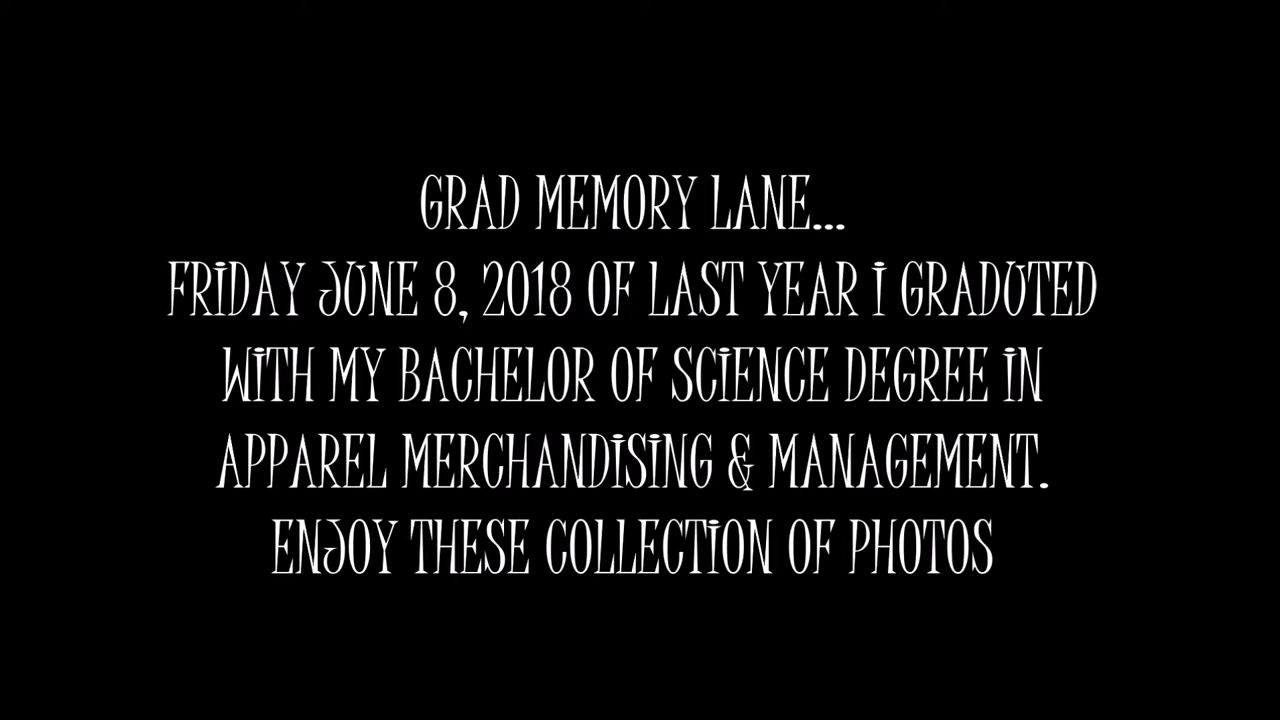 GRAD MEMORY LANE...
FRiDAY JUNE 8, 2018 OF LAST YEAR i GRADUTED
WiTH MY BACHELOR OF SCiENCE DEGREE iN
APPAREL MERCHANDiSiNG & MANAGEMENT.
ENJOY THESE COLLECTiON OF PHOTOS